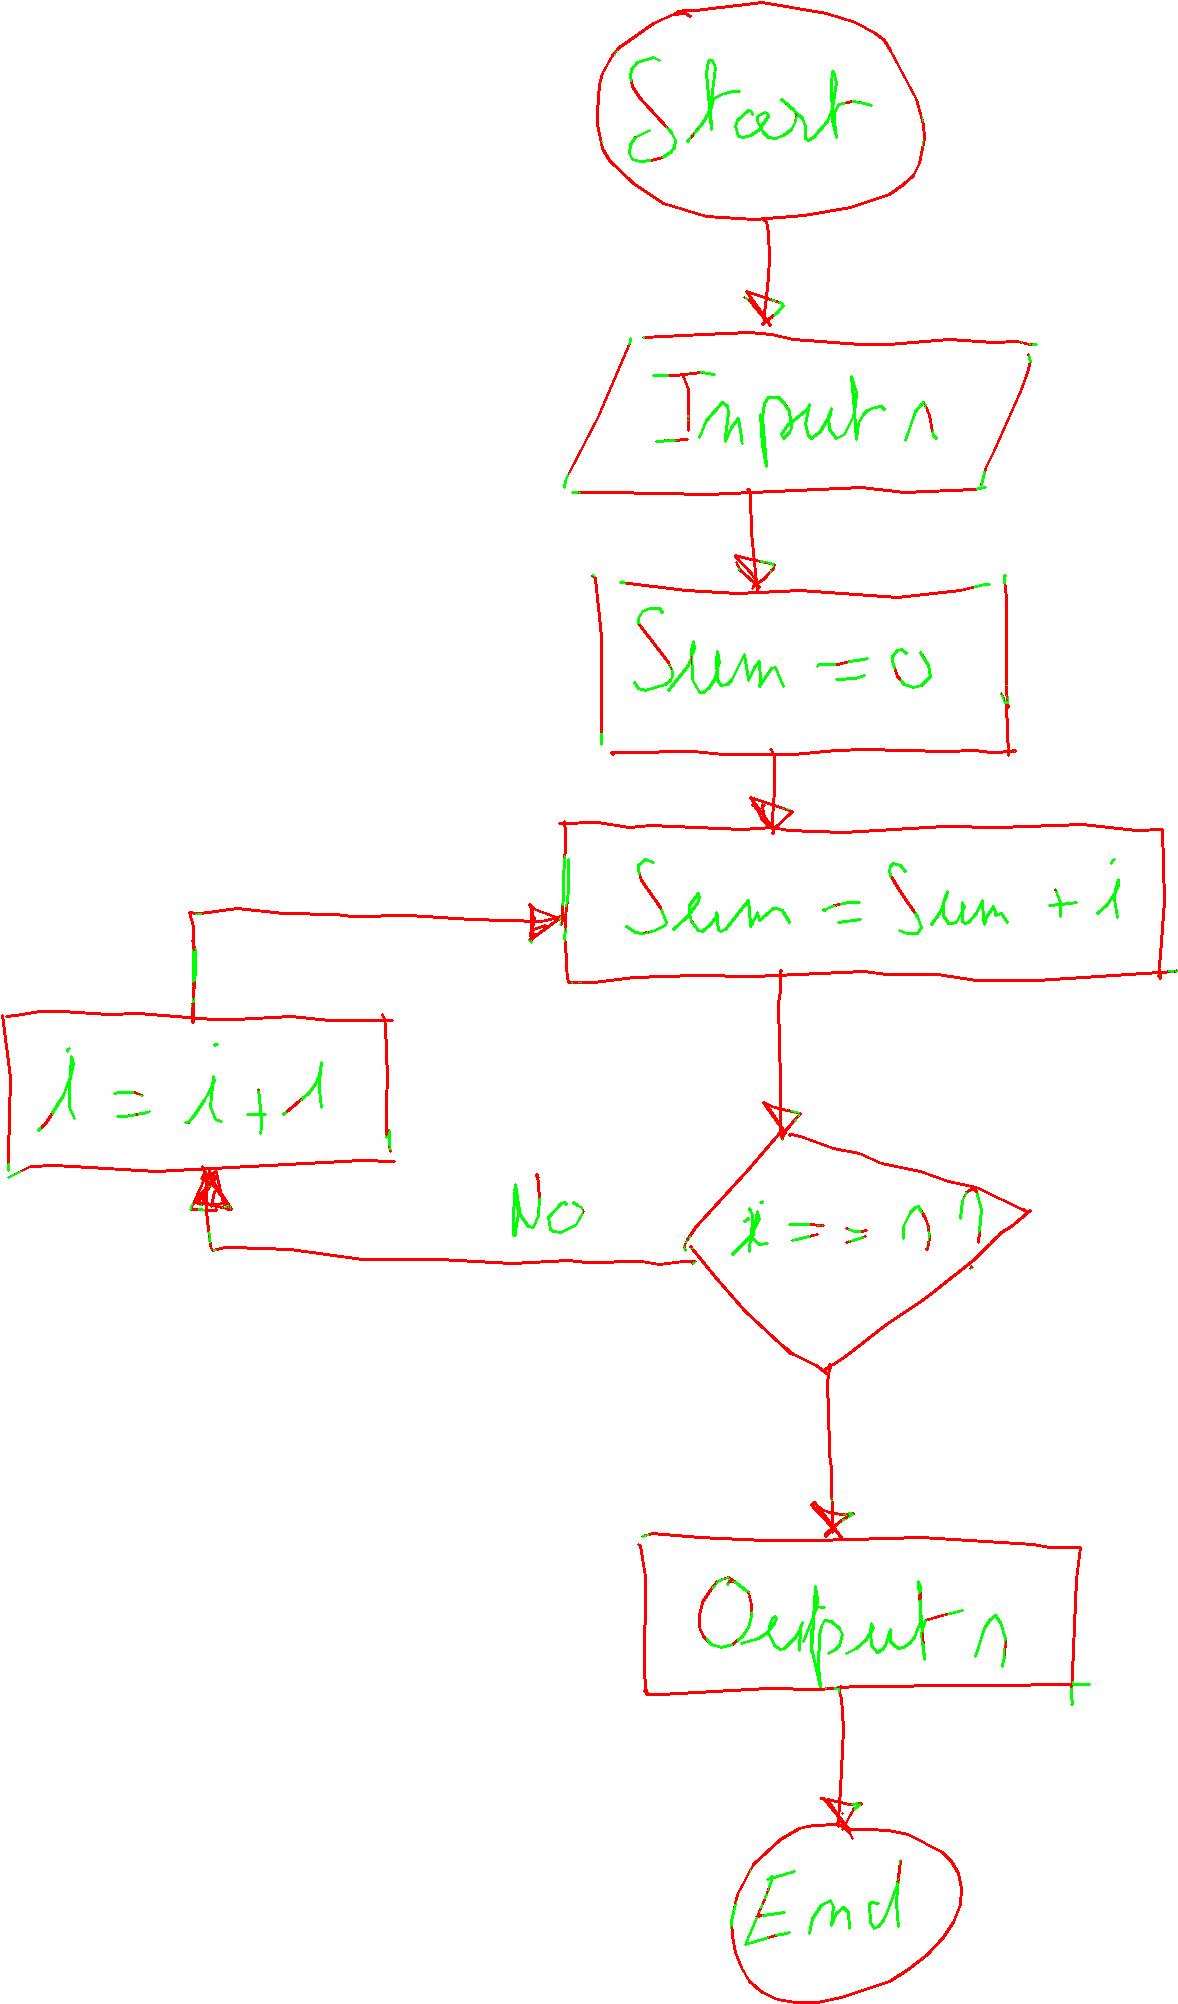 Start
Input n
Sum = 0
Sum = Sum + i
i = i + 1
No
i == n ?
Output n
End